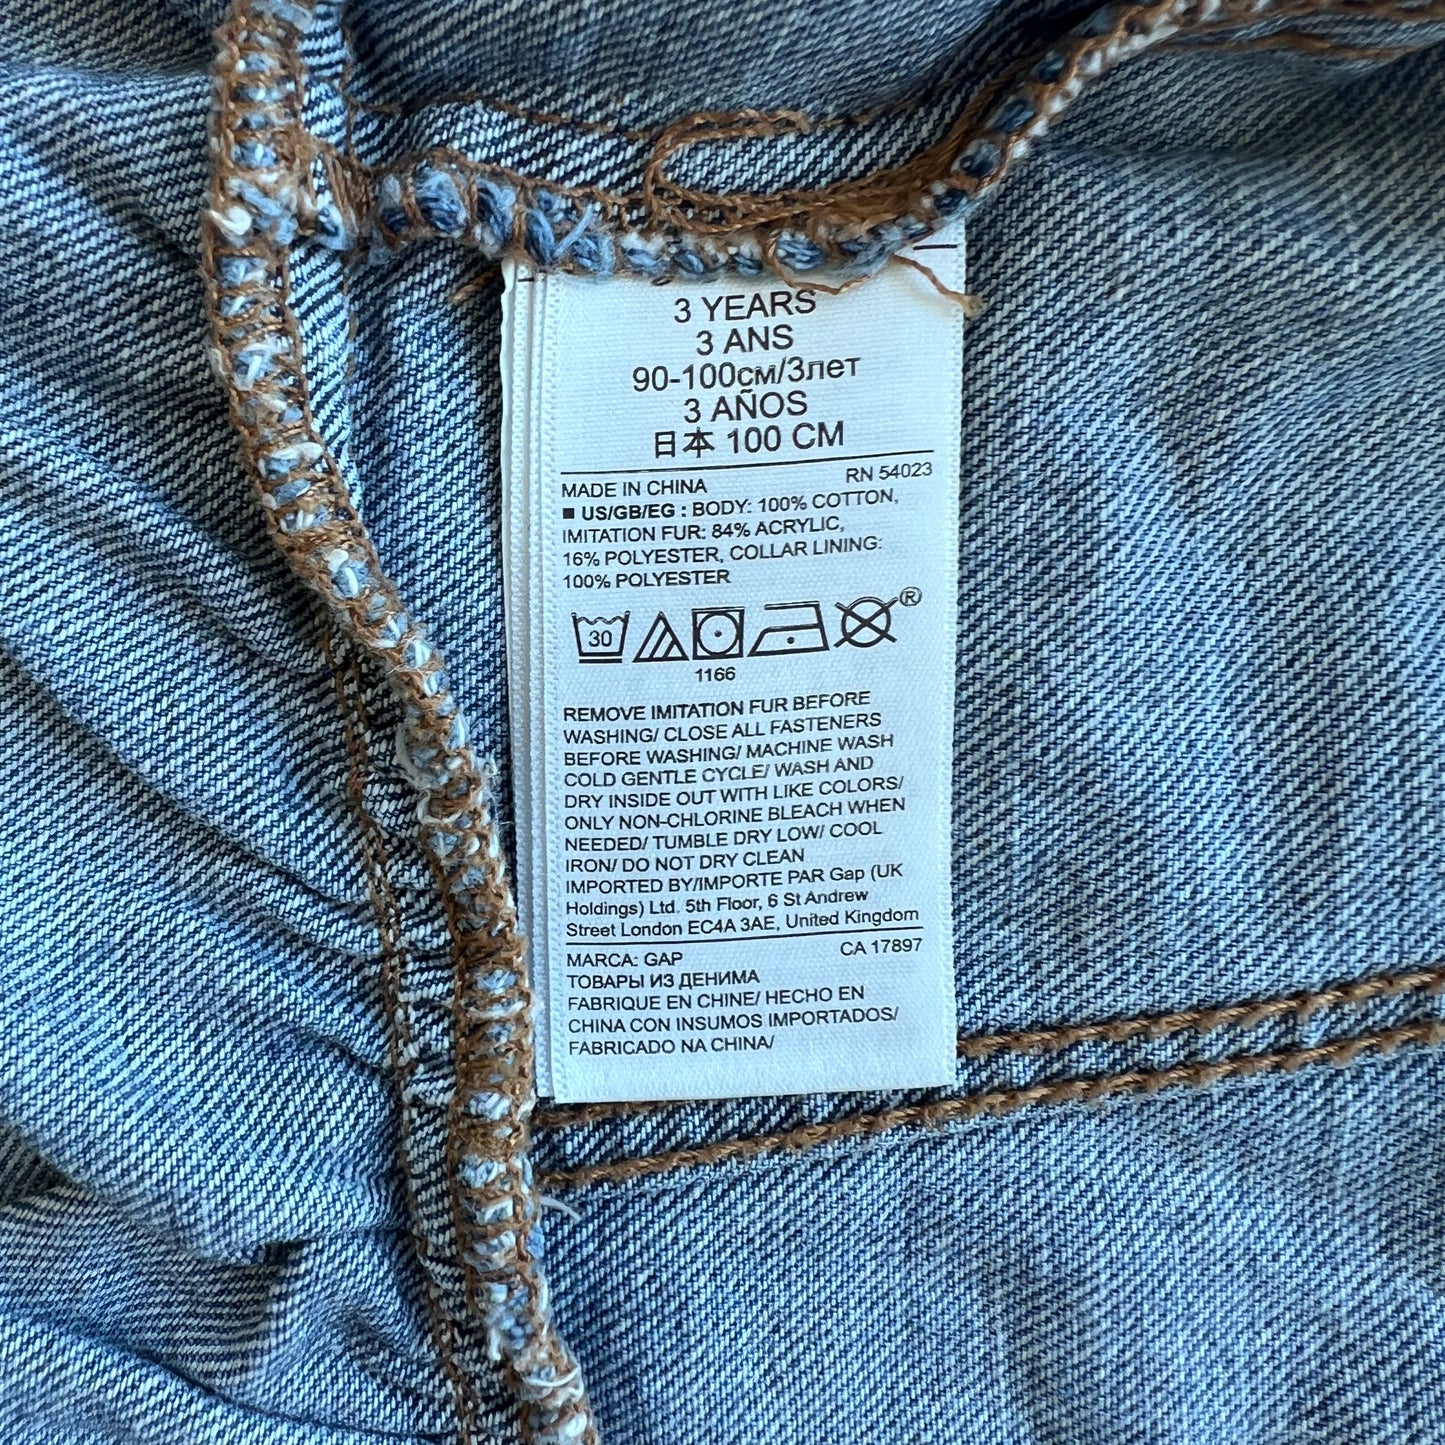 3 YEARS
3 ANS
90-100см/3лет
3 AÑOS
日本 100 CM
MADE IN CHINA RN 54023
■ US/GB/EG : BODY: 100% COTTON,
IMITATION FUR: 84% ACRYLIC,
16% POLYESTER, COLLAR LINING:
100% POLYESTER
30 ®
1166
REMOVE IMITATION FUR BEFORE
WASHING/ CLOSE ALL FASTENERS
BEFORE WASHING/ MACHINE WASH
COLD GENTLE CYCLE/ WASH AND
DRY INSIDE OUT WITH LIKE COLORS/
ONLY NON-CHLORINE BLEACH WHEN
NEEDED/ TUMBLE DRY LOW/ COOL
IRON/ DO NOT DRY CLEAN
IMPORTED BY/IMPORTE PAR Gap (UK
Holdings) Ltd. 5th Floor, 6 St Andrew
Street London EC4A 3AE, United Kingdom
MARCA: GAP CA 17897
ТОВАРЫ ИЗ ДЕНИМА
FABRIQUE EN CHINE/ HECHO EN
CHINA CON INSUMOS IMPORTADOS/
FABRICADO NA CHINA/